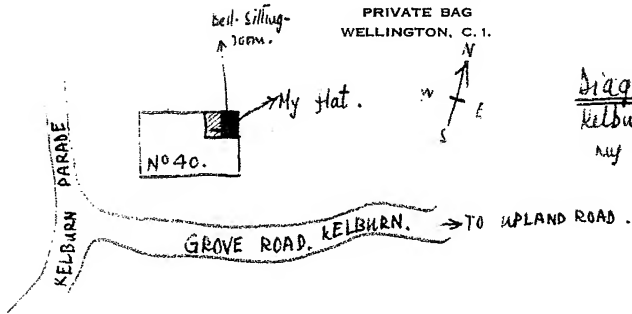 PRIVATE BAG
WELLINGTON, C.1.
bed-sitting-
room.
N
W
E
S
My flat.
Diag
Kelbu
Nº 40.
KELBURN PARADE
GROVE ROAD. KELBURN.
→ TO UPLAND ROAD.